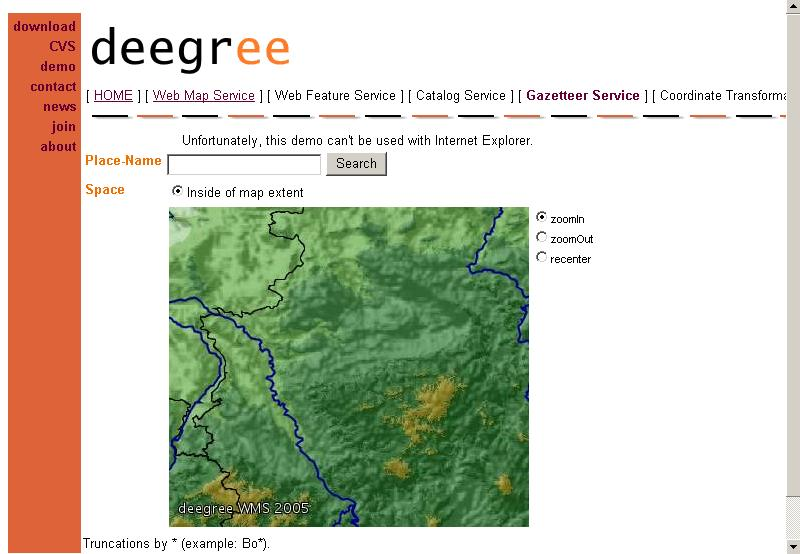 download
CVS
demo
contact
news
join
about
deegree
[ HOME ] [ Web Map Service ] [ Web Feature Service ] [ Catalog Service ] [ Gazetteer Service ] [ Coordinate Transforma
Unfortunately, this demo can't be used with Internet Explorer.
Place-Name Search
Space Inside of map extent
zoomIn
zoomOut
recenter
deegree WMS 2005
Truncations by * (example: Bo*).